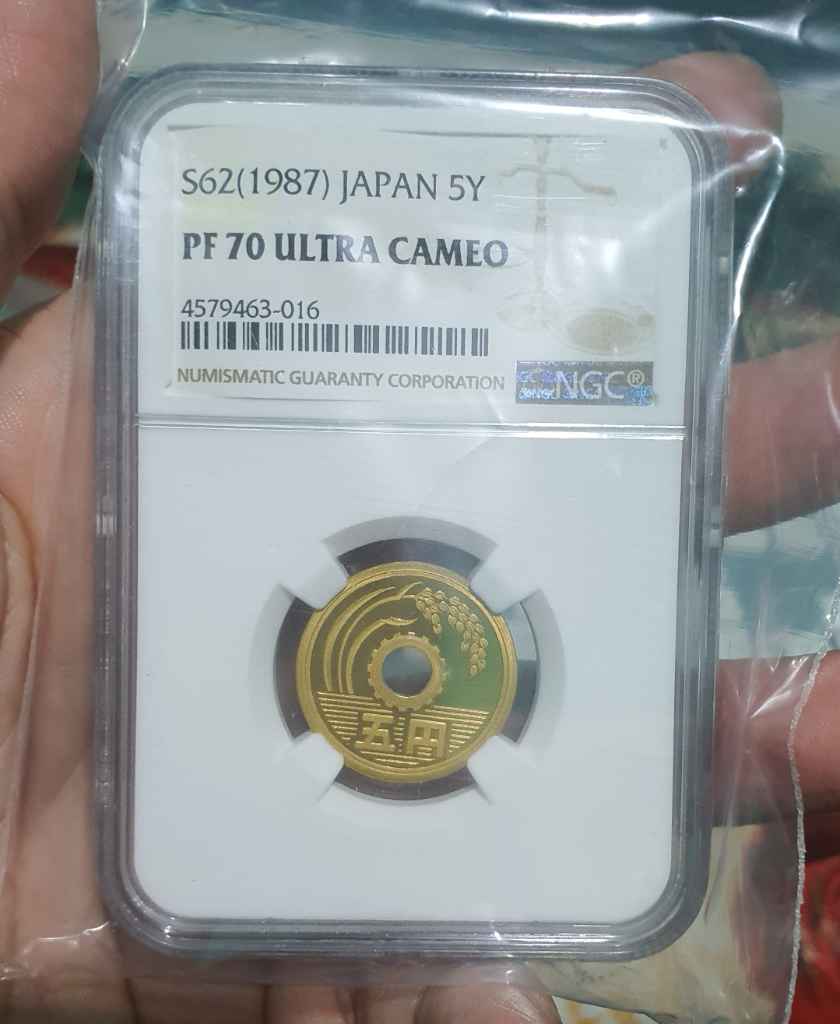 S62(1987) JAPAN 5Y
PF 70 ULTRA CAMEO
4579463-016
NUMISMATIC GUARANTY CORPORATION NGC®
五円